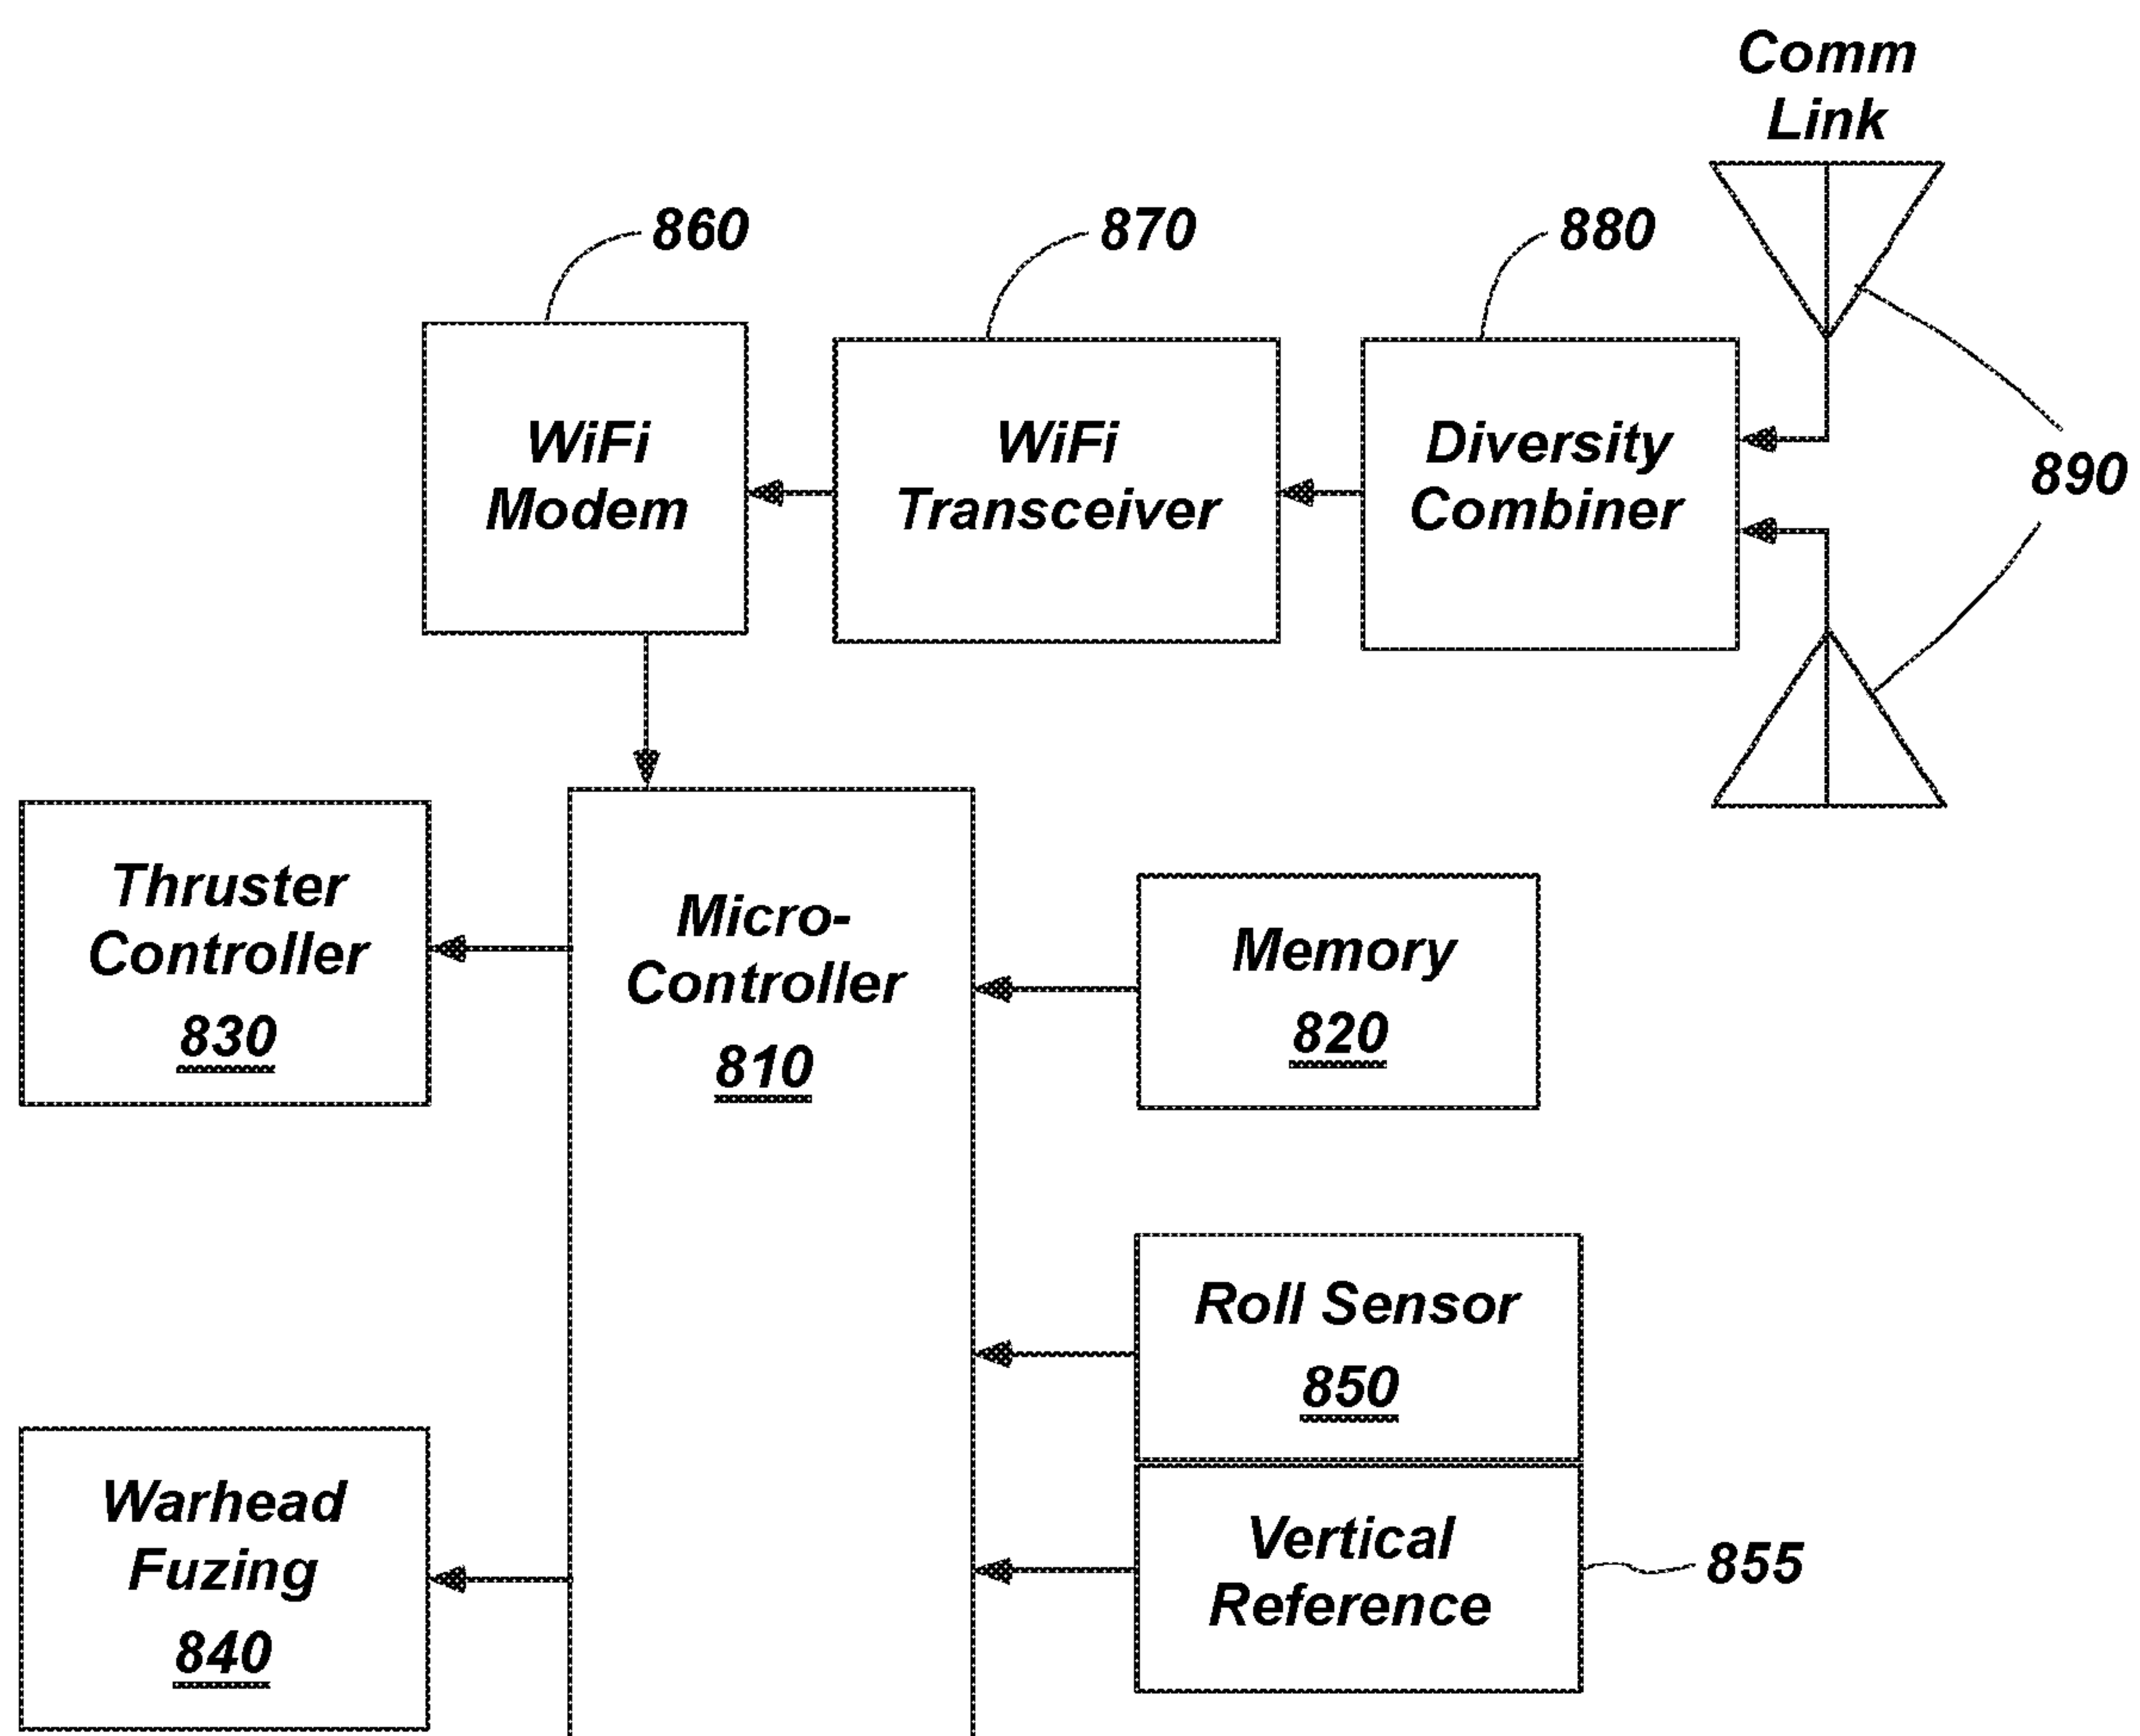 Comm
Link
860
870
880
WiFi
Modem
WiFi
Transceiver
Diversity
Combiner
890
Thruster
Controller
830
Micro-
Controller
810
Memory
820
Roll Sensor
850
Warhead
Fuzing
840
Vertical
Reference
855